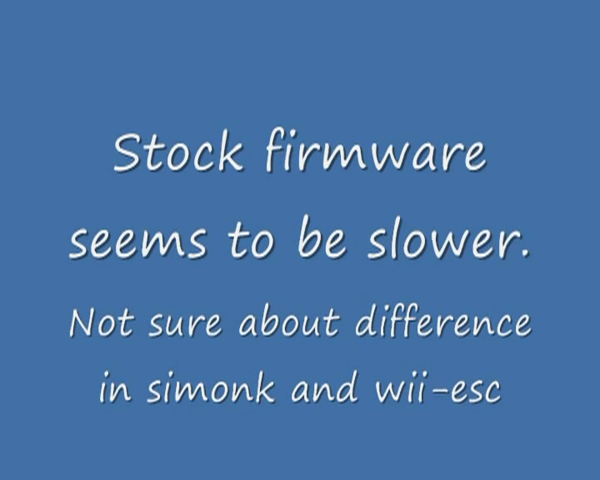 Stock firmware
seems to be slower.
Not sure about difference
in simonk and wii-esc